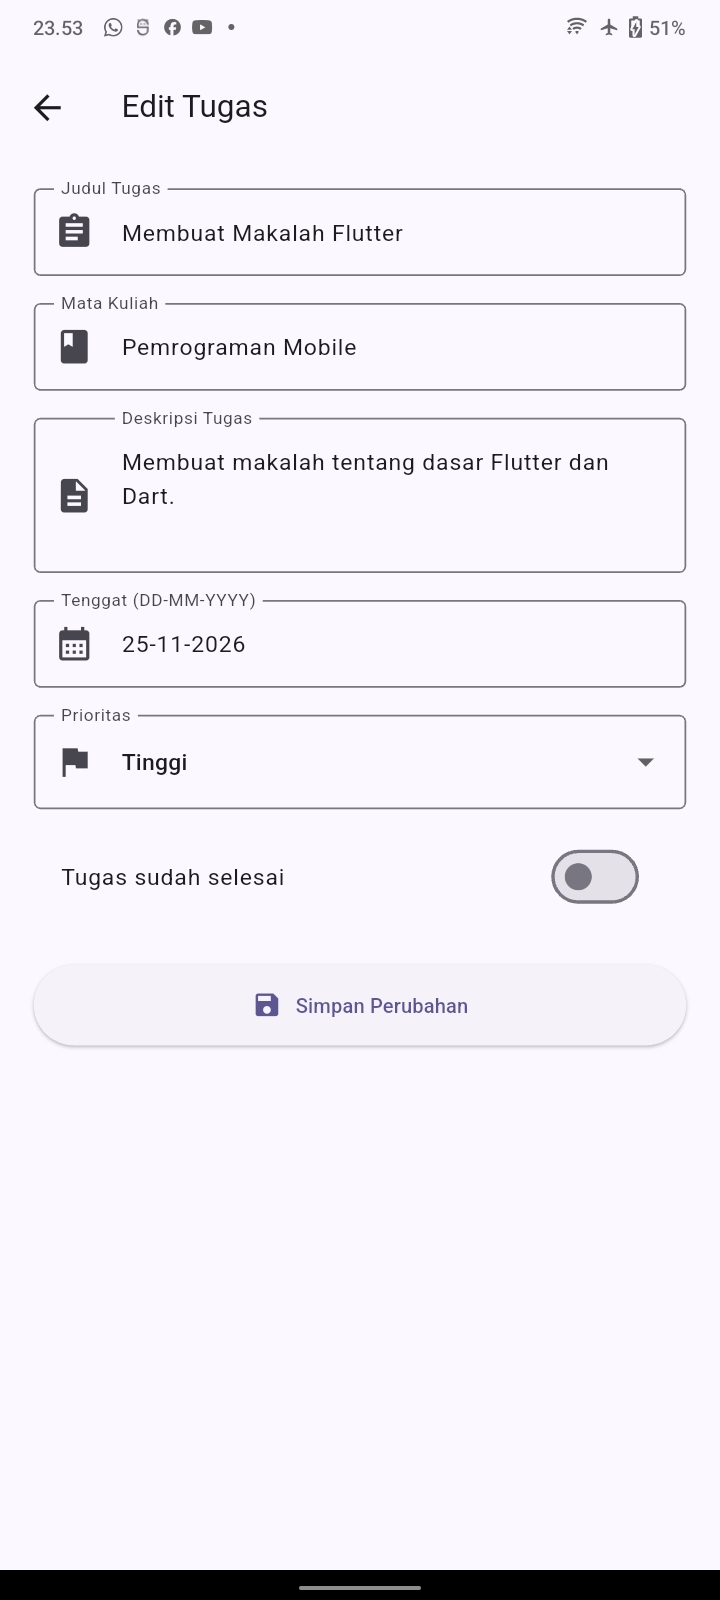 23.53
51%
Edit Tugas
Judul Tugas
Membuat Makalah Flutter
Mata Kuliah
Pemrograman Mobile
Deskripsi Tugas
Membuat makalah tentang dasar Flutter dan
Dart.
Tenggat (DD-MM-YYYY)
25-11-2026
Prioritas
Tinggi
Tugas sudah selesai
Simpan Perubahan